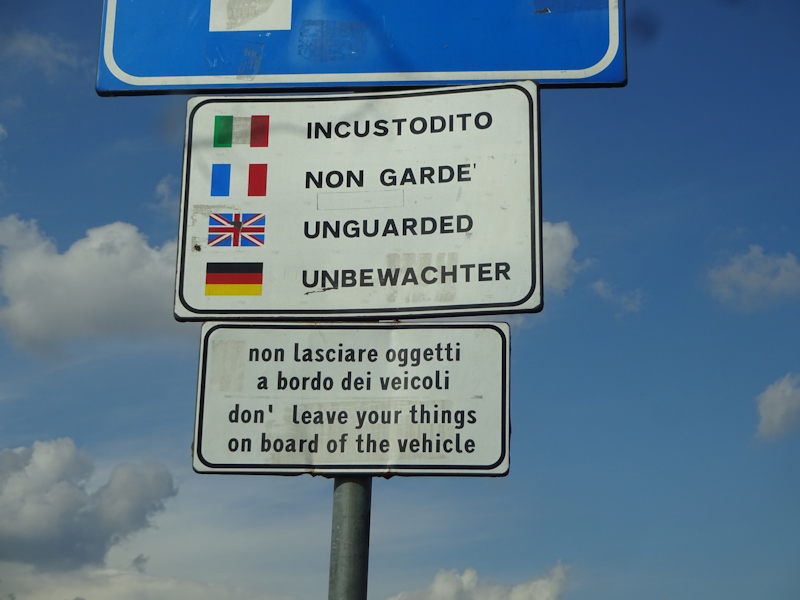 INCUSTODITO
NON GARDE'
UNGUARDED
UNBEWACHTER
non lasciare oggetti
a bordo dei veicoli
don' leave your things
on board of the vehicle